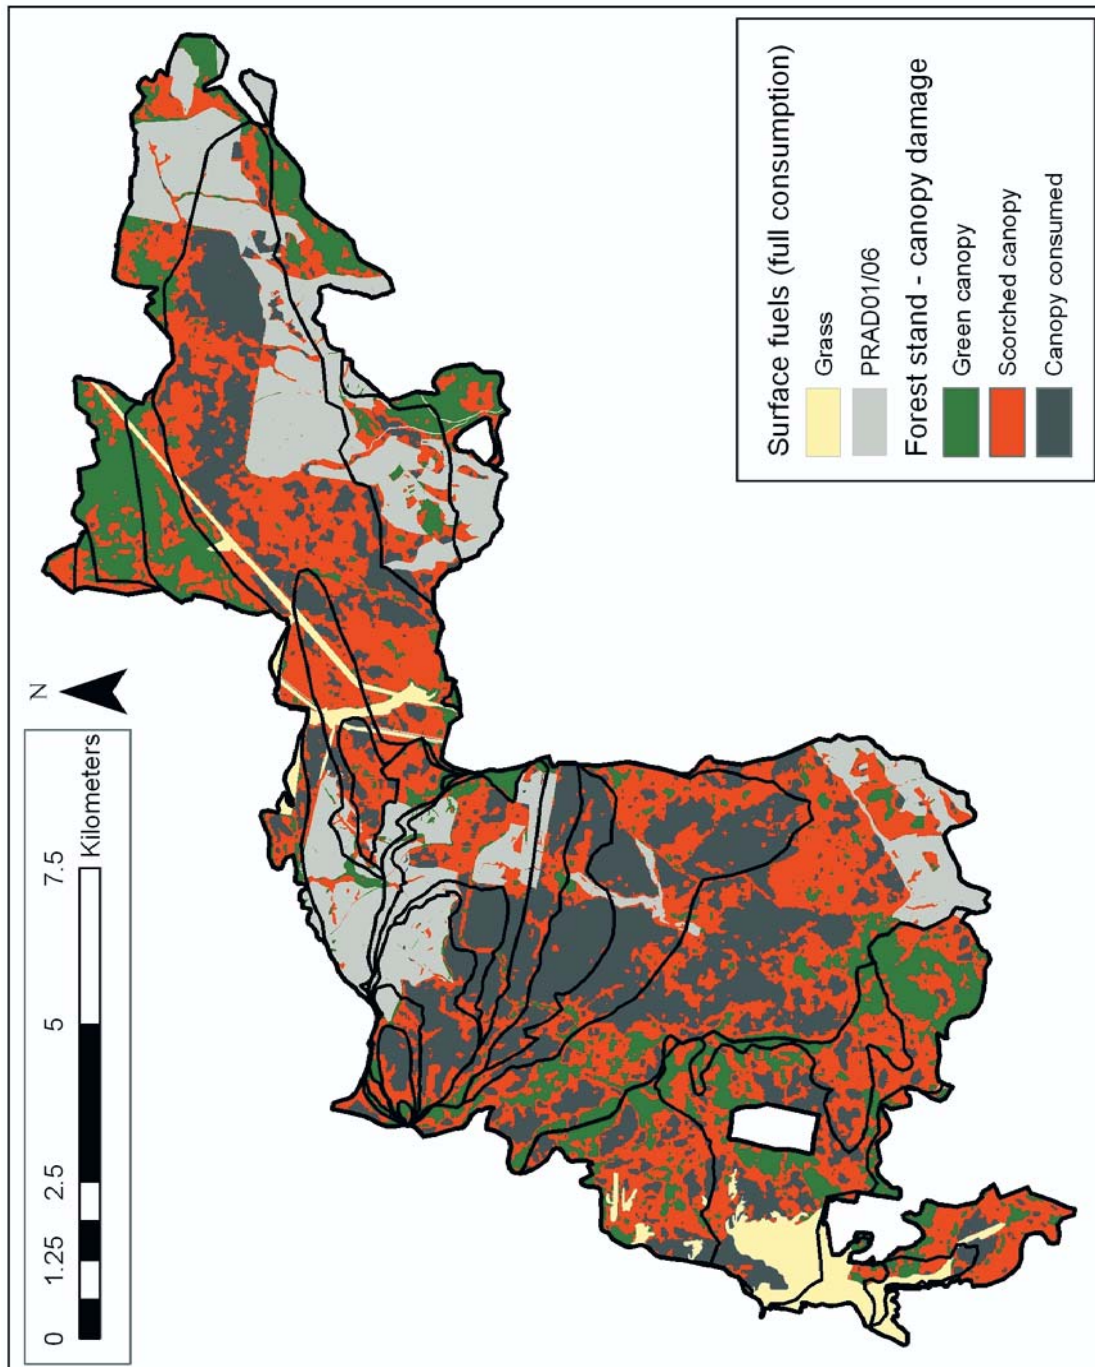 N
0 1.25 2.5 5 7.5
Kilometers
Surface fuels (full consumption)
Grass
PRAD01/06
Forest stand - canopy damage
Green canopy
Scorched canopy
Canopy consumed